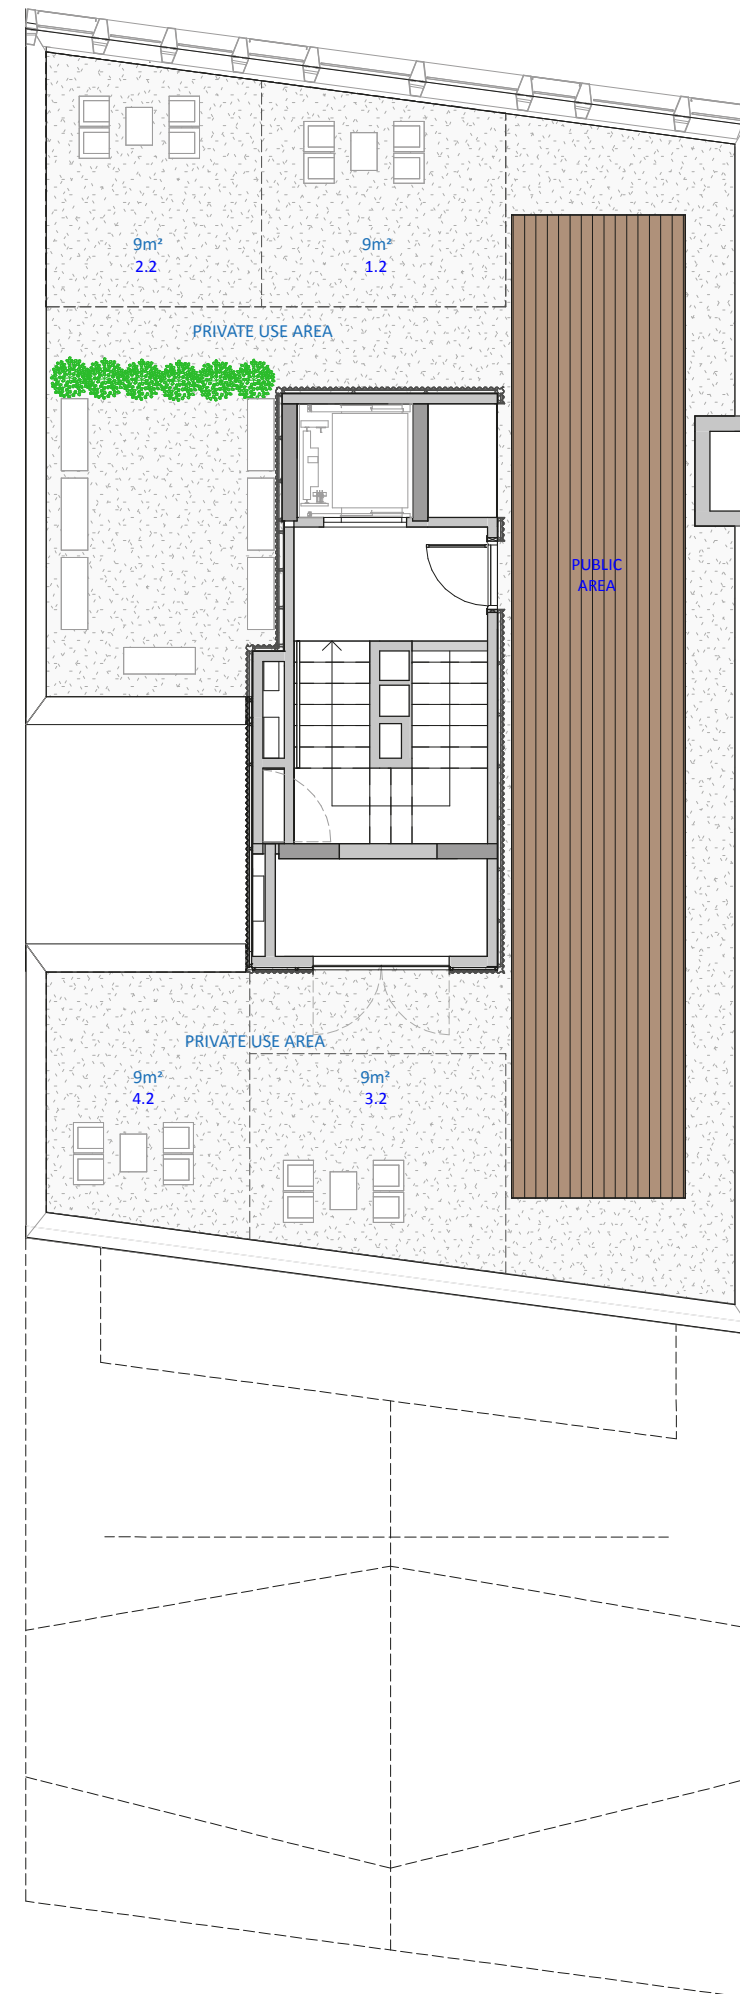 9m²
2.2
9m²
1.2
PRIVATE USE AREA
PUBLIC
AREA
PRIVATE USE AREA
9m²
4.2
9m²
3.2